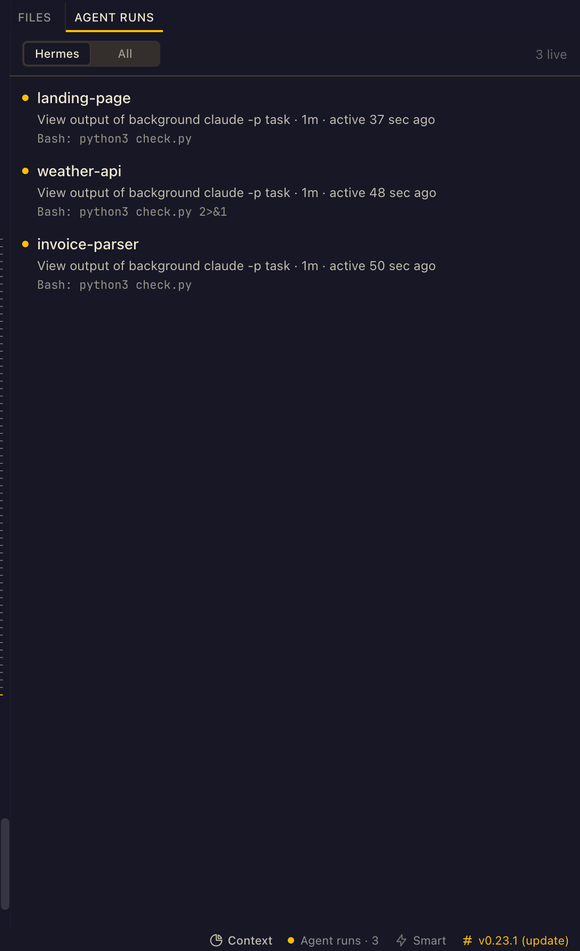 FILES AGENT RUNS
Hermes All 3 live
landing-page
View output of background claude -p task · 1m · active 37 sec ago
Bash: python3 check.py
weather-api
View output of background claude -p task · 1m · active 48 sec ago
Bash: python3 check.py 2>&1
invoice-parser
View output of background claude -p task · 1m · active 50 sec ago
Bash: python3 check.py
Context Agent runs · 3 Smart # v0.23.1 (update)